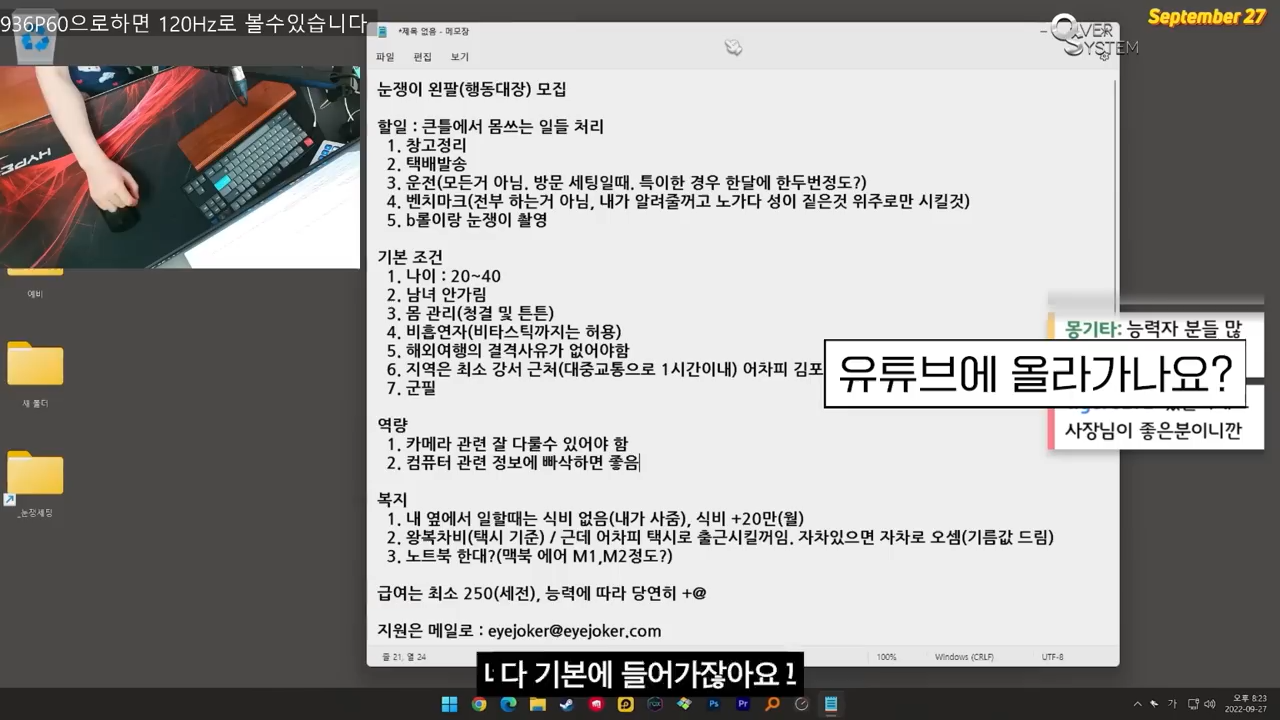 936P60으로하면 120Hz로 볼수있습니다
September 27
QLVER SYSTEM
*제목 없음 - 메모장
파일 편집 보기
눈쟁이 왼팔(행동대장) 모집
할일 : 큰틀에서 몸쓰는 일들 처리
1. 창고정리
2. 택배발송
3. 운전(모든거 아님. 방문 세팅일때. 특이한 경우 한달에 한두번정도?)
4. 벤치마크(전부 하는거 아님, 내가 알려줄꺼고 노가다 성이 짙은것 위주로만 시킬것)
5. b롤이랑 눈쟁이 촬영
기본 조건
1. 나이 : 20~40
2. 남녀 안가림
3. 몸 관리(청결 및 튼튼)
4. 비흡연자(비타스틱까지는 허용)
5. 해외여행의 결격사유가 없어야함
6. 지역은 최소 강서 근처(대중교통으로 1시간이내) 어차피 김포
7. 군필
역량
1. 카메라 관련 잘 다룰수 있어야 함
2. 컴퓨터 관련 정보에 빠삭하면 좋음
복지
1. 내 옆에서 일할때는 식비 없음(내가 사줌), 식비 +20만(월)
2. 왕복차비(택시 기준) / 근데 어차피 택시로 출근시킬꺼임. 자차있으면 자차로 오셈(기름값 드림)
3. 노트북 한대?(맥북 에어 M1,M2정도?)
급여는 최소 250(세전), 능력에 따라 당연히 +@
지원은 메일로 : eyejoker@eyejoker.com
줄 21, 열 24 100% Windows (CRLF) UTF-8
몽기타: 능력자 분들 많
유튜브에 올라가나요?
사장님이 좋은분이니깐
다 기본에 들어가잖아요
HYPE
예비
새 폴더
_눈쟁세팅
Ps Pr
가
오후 8:23
2022-09-27